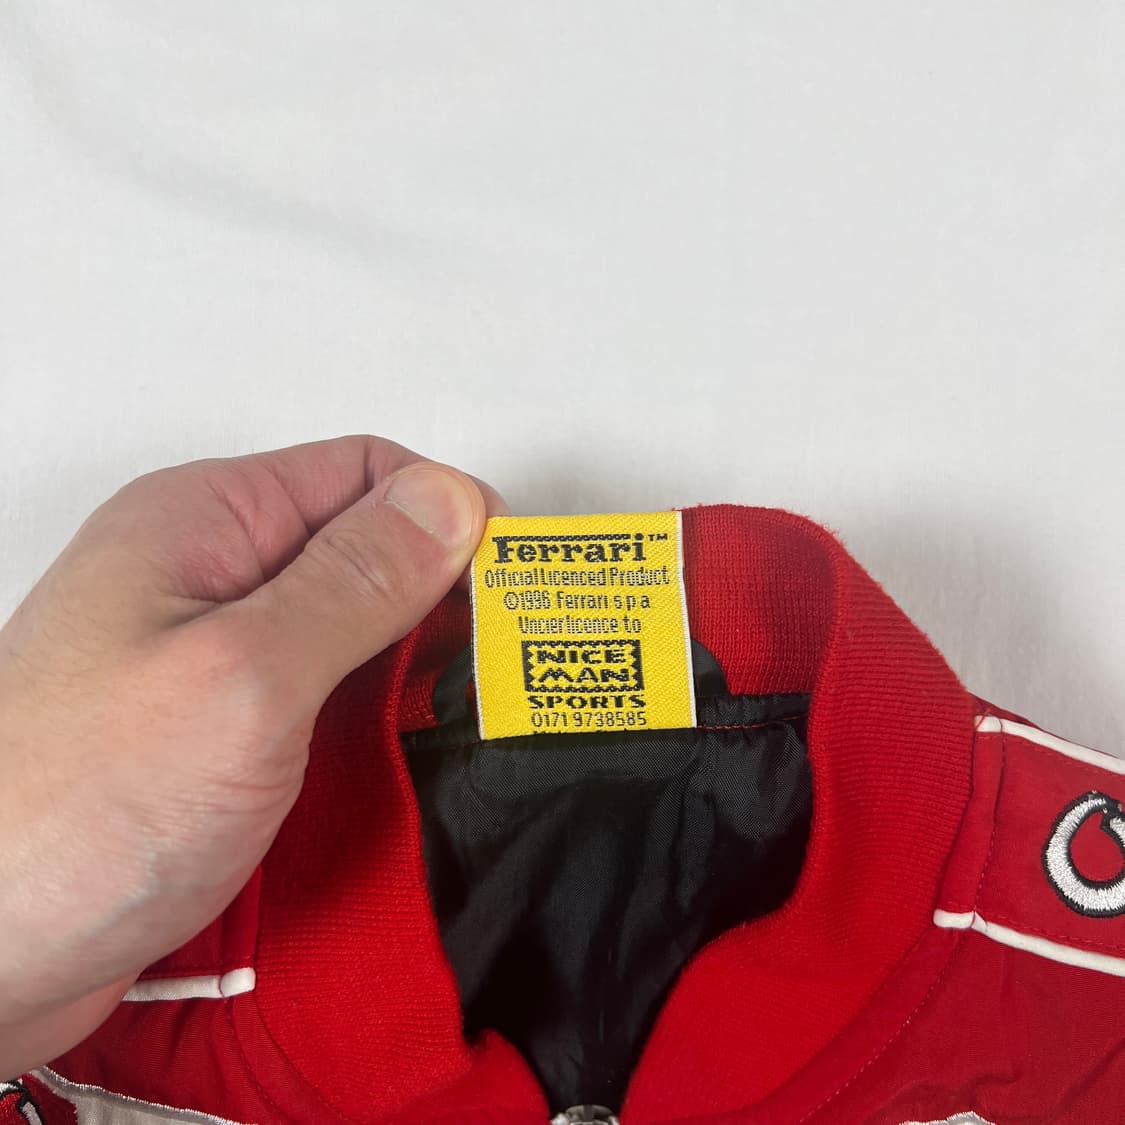 Ferrari™
Official Licenced Product
©1996 Ferrari s p a
Under licence to
NICE
MAN
SPORTS
0171 9738585